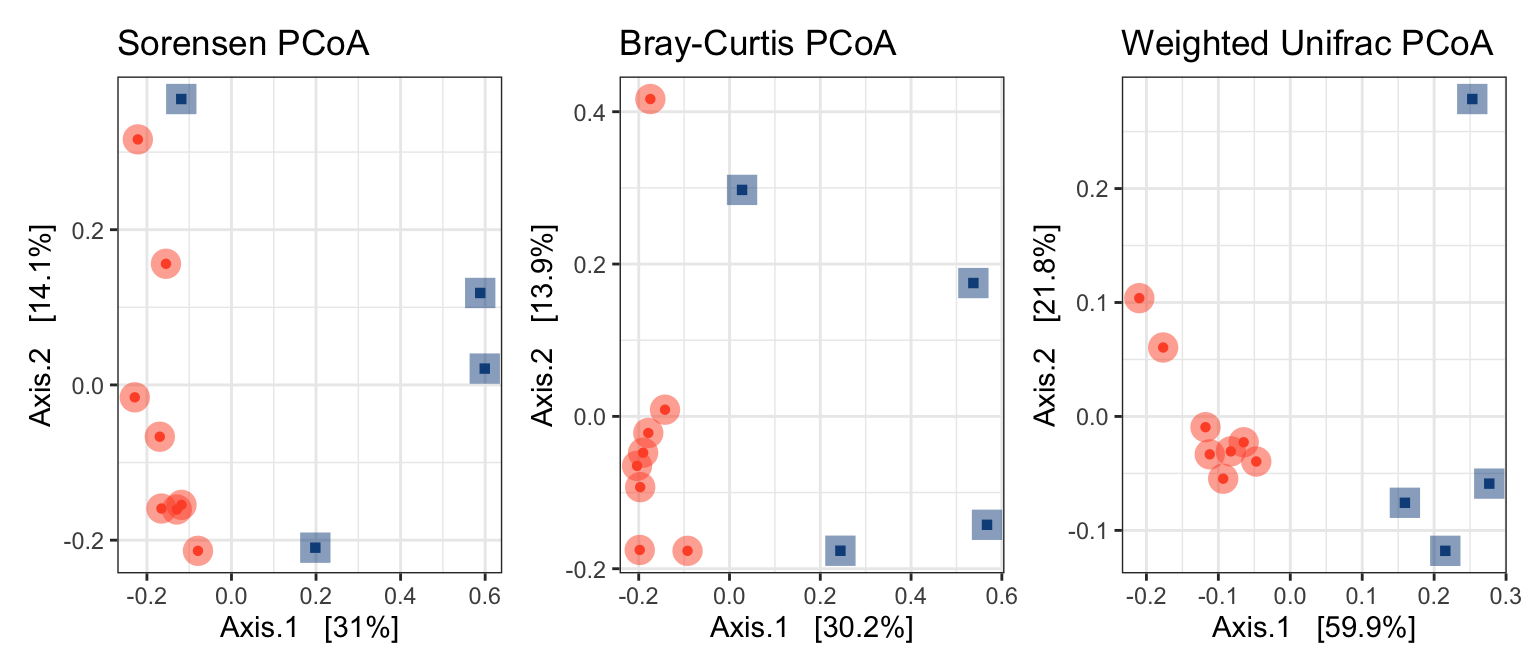 Sorensen PCoA
Axis.2 [14.1%]
0.2
0.0
-0.2
-0.2 0.0 0.2 0.4 0.6
Axis.1 [31%]
Bray-Curtis PCoA
Axis.2 [13.9%]
0.4
0.2
0.0
-0.2
-0.2 0.0 0.2 0.4 0.6
Axis.1 [30.2%]
Weighted Unifrac PCoA
Axis.2 [21.8%]
0.2
0.1
0.0
-0.1
-0.2 -0.1 0.0 0.1 0.2 0.3
Axis.1 [59.9%]